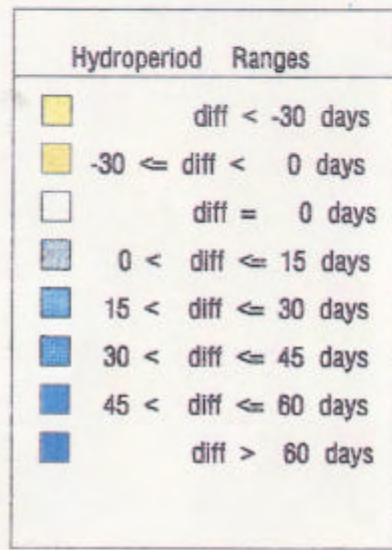 Hydroperiod Ranges
diff < -30 days
-30 <= diff < 0 days
diff = 0 days
0 < diff <= 15 days
15 < diff <= 30 days
30 < diff <= 45 days
45 < diff <= 60 days
diff > 60 days